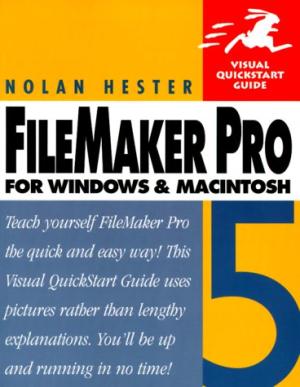 VISUAL
QUICKSTART
GUIDE
NOLAN HESTER
FILEMAKER PRO
FOR WINDOWS & MACINTOSH
5
Teach yourself FileMaker Pro
the quick and easy way! This
Visual QuickStart Guide uses
pictures rather than lengthy
explanations. You'll be up
and running in no time!